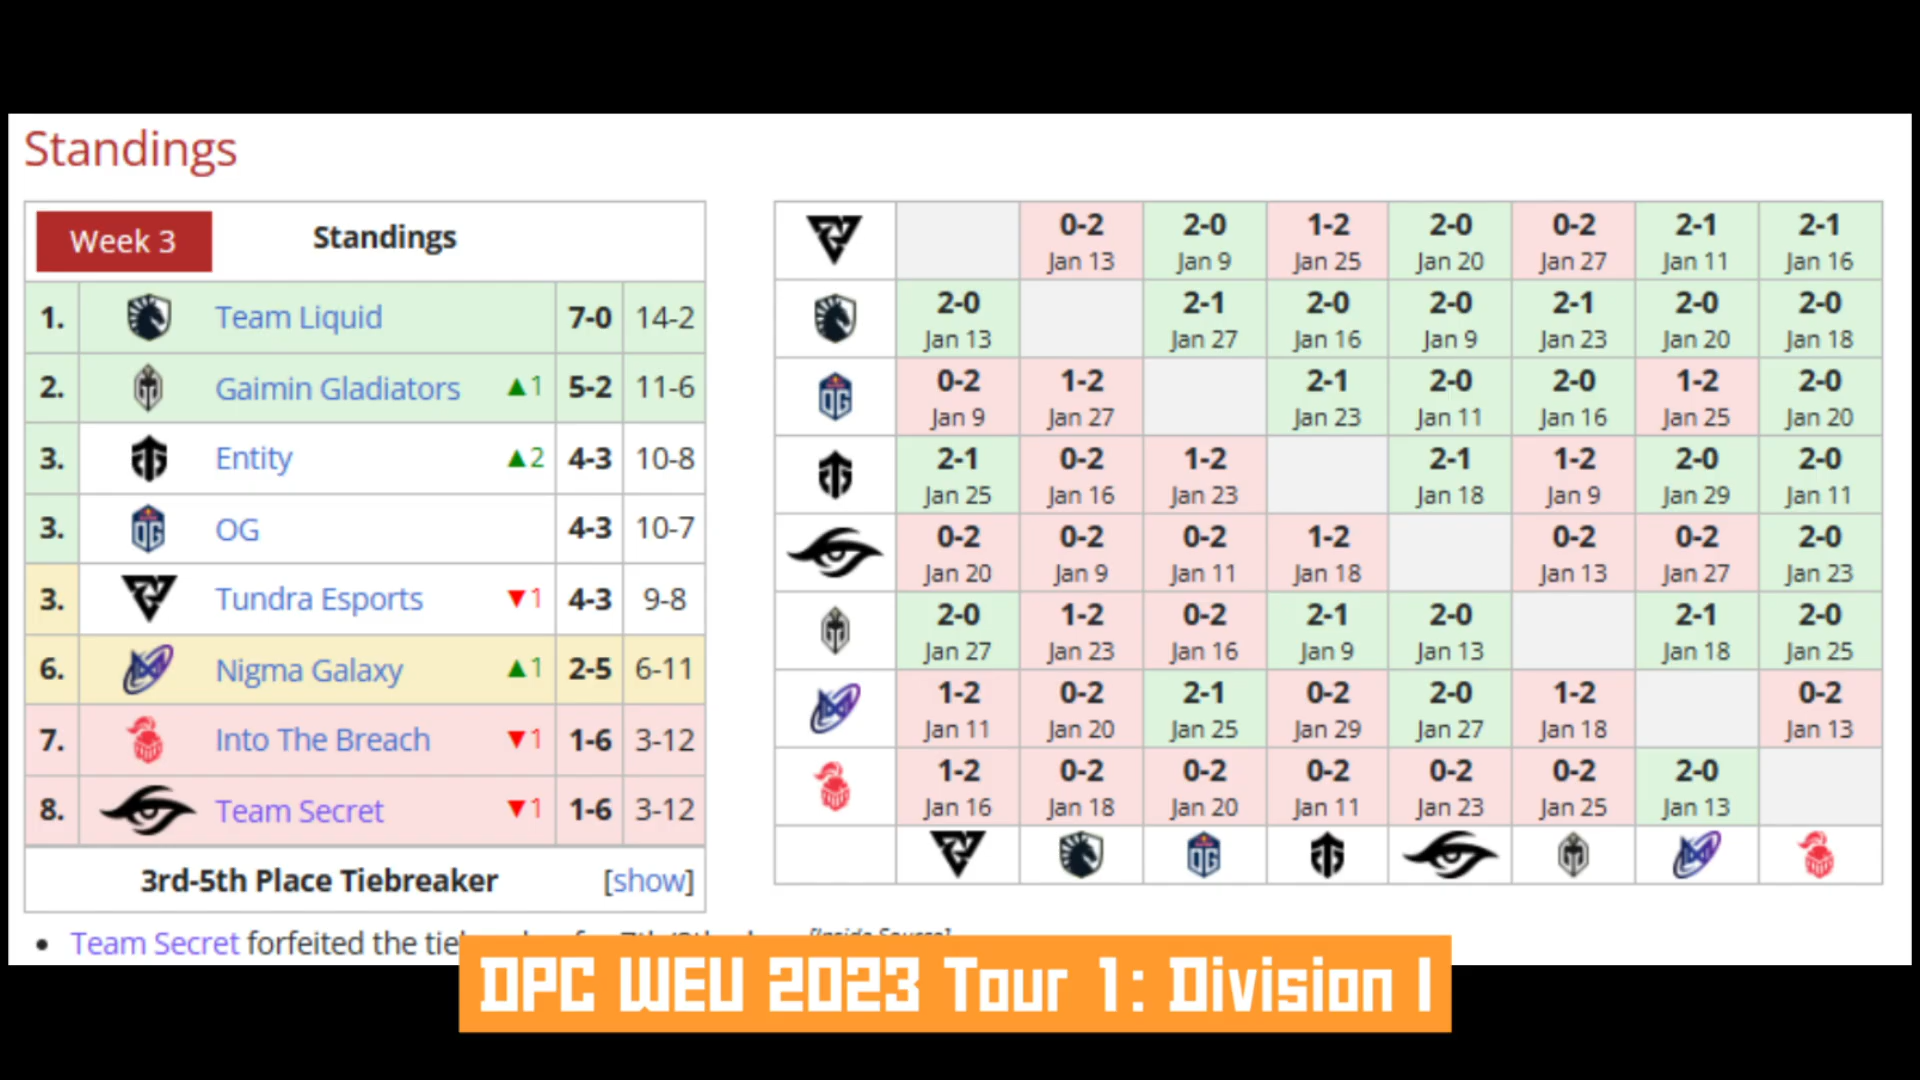 Standings
Week 3 Standings
1. Team Liquid 7-0 14-2
2. Gaimin Gladiators ▲1 5-2 11-6
3. Entity ▲2 4-3 10-8
3. OG 4-3 10-7
3. Tundra Esports ▼1 4-3 9-8
6. Nigma Galaxy ▲1 2-5 6-11
7. Into The Breach ▼1 1-6 3-12
8. Team Secret ▼1 1-6 3-12
3rd-5th Place Tiebreaker [show]
• Team Secret forfeited the
0-2 2-0 1-2 2-0 0-2 2-1 2-1
Jan 13 Jan 9 Jan 25 Jan 20 Jan 27 Jan 11 Jan 16
2-0 2-1 2-0 2-0 2-1 2-0 2-0
Jan 13 Jan 27 Jan 16 Jan 9 Jan 23 Jan 20 Jan 18
OG 0-2 1-2 2-1 2-0 2-0 1-2 2-0
Jan 9 Jan 27 Jan 23 Jan 11 Jan 16 Jan 25 Jan 20
2-1 0-2 1-2 2-1 1-2 2-0 2-0
Jan 25 Jan 16 Jan 23 Jan 18 Jan 9 Jan 29 Jan 11
0-2 0-2 0-2 1-2 0-2 0-2 2-0
Jan 20 Jan 9 Jan 11 Jan 18 Jan 13 Jan 27 Jan 23
2-0 1-2 0-2 2-1 2-0 2-1 2-0
Jan 27 Jan 23 Jan 16 Jan 9 Jan 13 Jan 18 Jan 25
1-2 0-2 2-1 0-2 2-0 1-2 0-2
Jan 11 Jan 20 Jan 25 Jan 29 Jan 27 Jan 18 Jan 13
1-2 0-2 0-2 0-2 0-2 0-2 2-0
Jan 16 Jan 18 Jan 20 Jan 11 Jan 23 Jan 25 Jan 13
OG
DPC WEU 2023 Tour 1: Division I